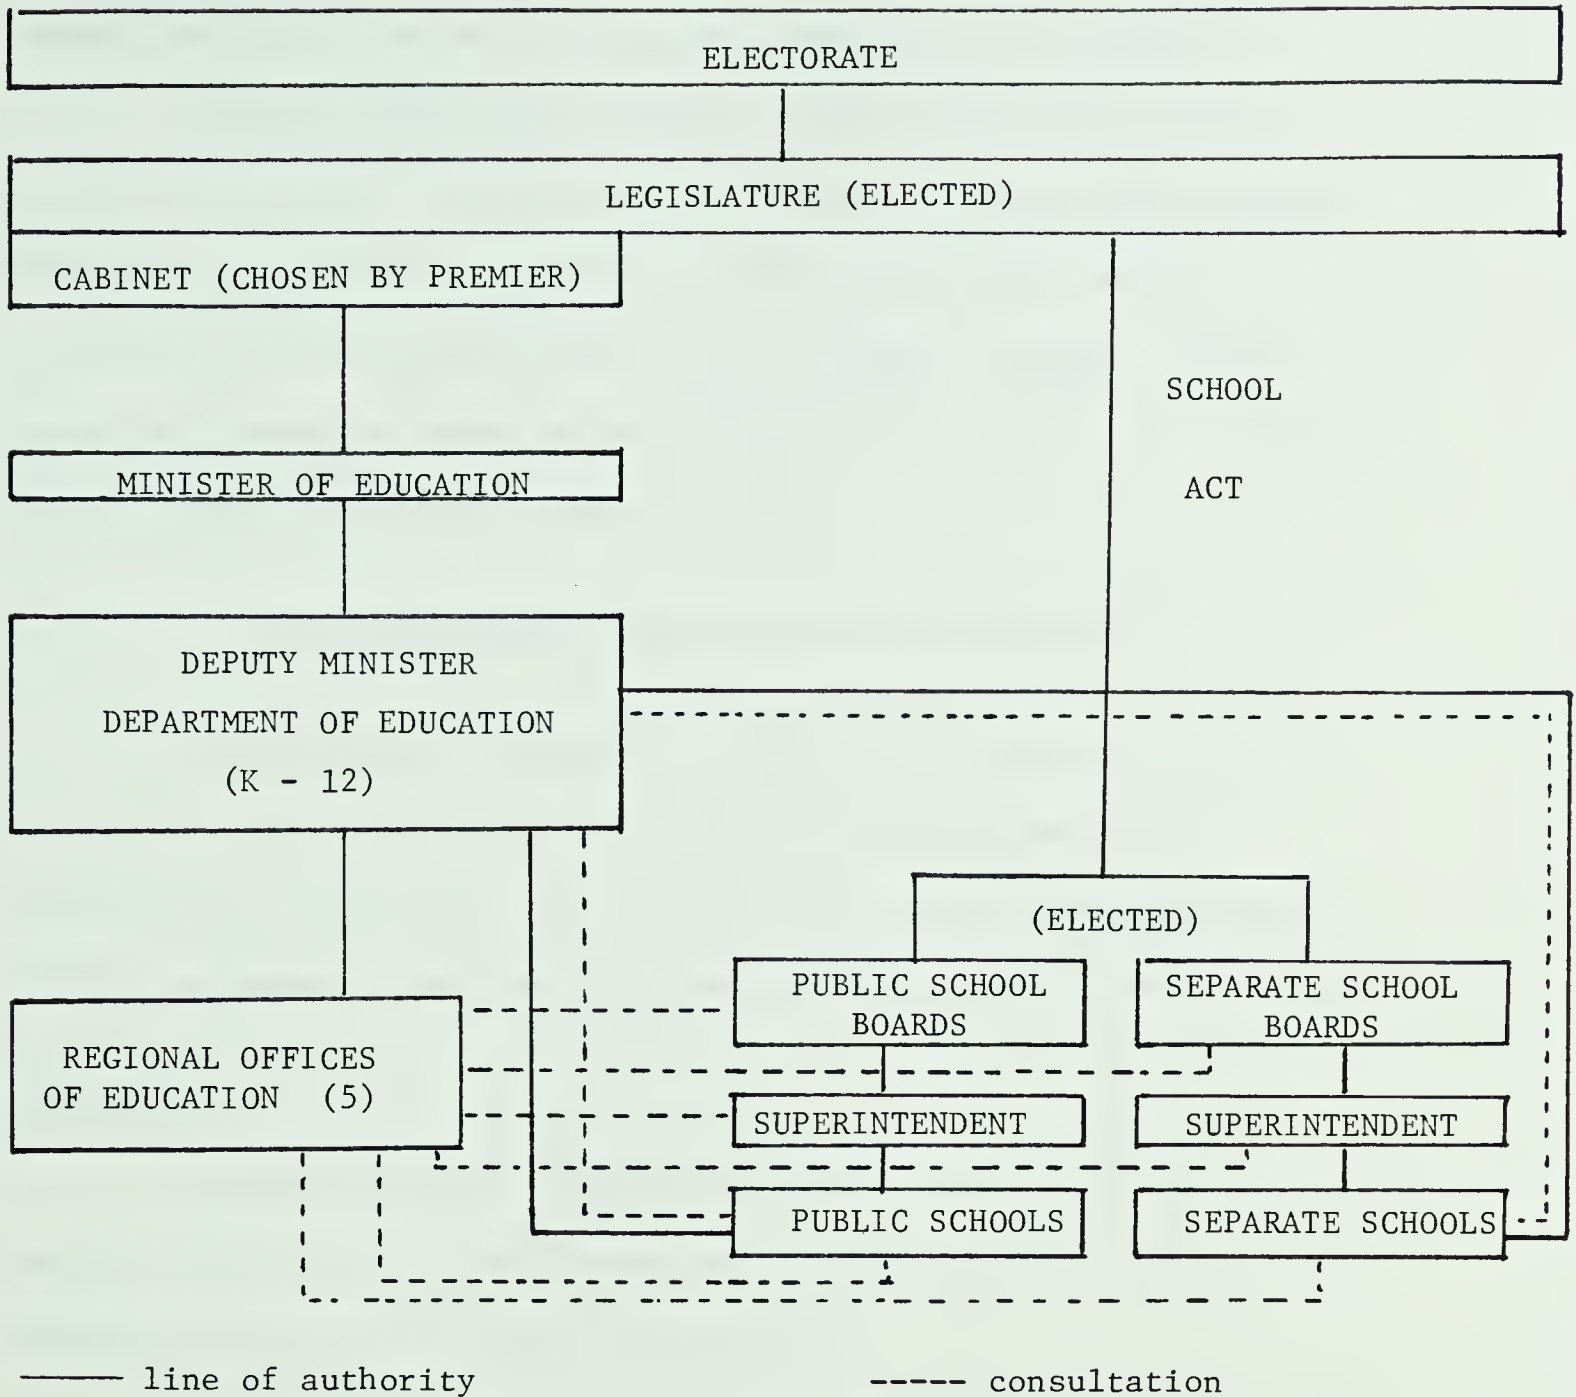 ELECTORATE
LEGISLATURE (ELECTED)
CABINET (CHOSEN BY PREMIER)
SCHOOL
ACT
MINISTER OF EDUCATION
DEPUTY MINISTER
DEPARTMENT OF EDUCATION
(K - 12)
(ELECTED)
PUBLIC SCHOOL
BOARDS
SEPARATE SCHOOL
BOARDS
REGIONAL OFFICES
OF EDUCATION (5)
SUPERINTENDENT
SUPERINTENDENT
PUBLIC SCHOOLS
SEPARATE SCHOOLS
line of authority
consultation